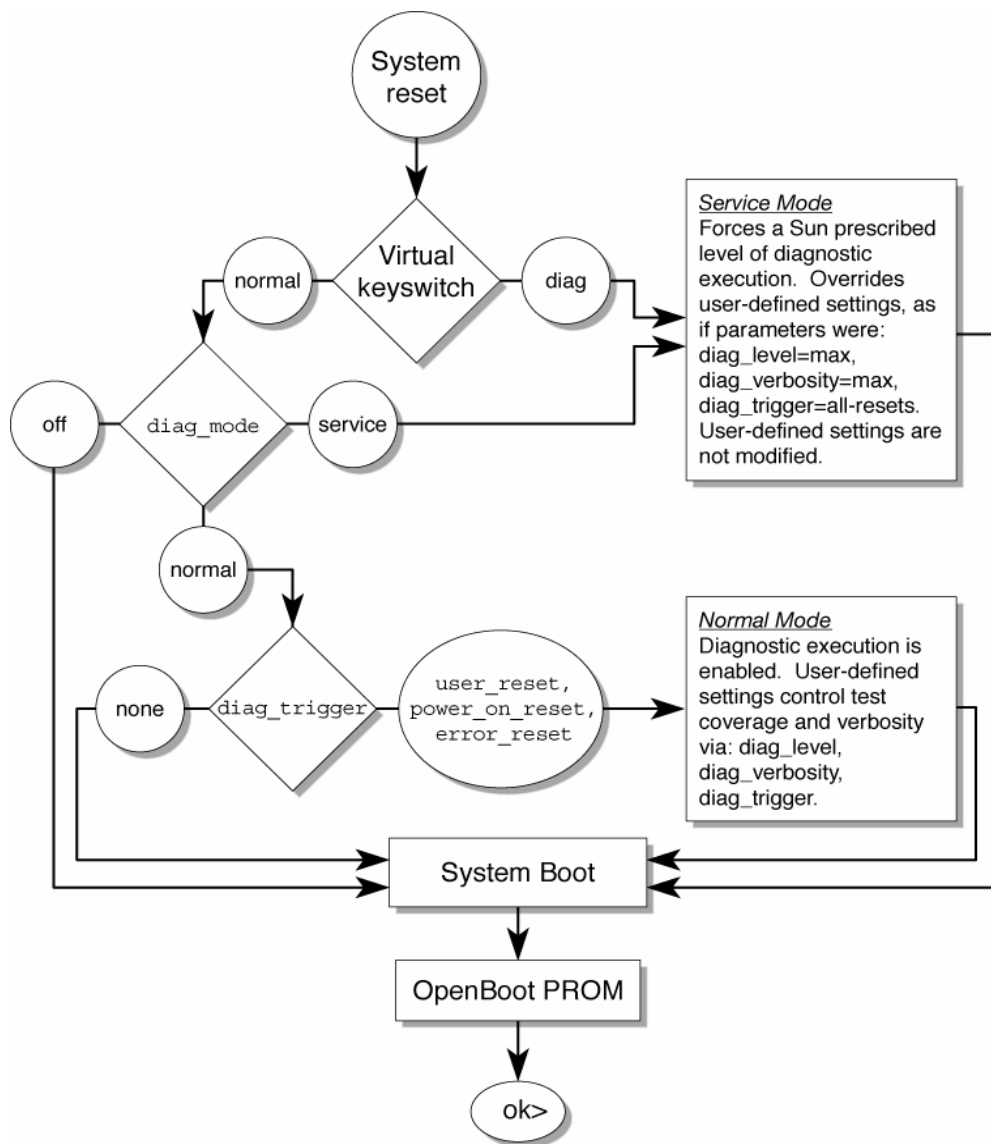 System
reset
Virtual
keyswitch
normal
diag
Service Mode
Forces a Sun prescribed
level of diagnostic
execution.  Overrides
user-defined settings, as
if parameters were:
diag_level=max,
diag_verbosity=max,
diag_trigger=all-resets.
User-defined settings are
not modified.
off
diag_mode
service
normal
none
diag_trigger
user_reset,
power_on_reset,
error_reset
Normal Mode
Diagnostic execution is
enabled.  User-defined
settings control test
coverage and verbosity
via: diag_level,
diag_verbosity,
diag_trigger.
System Boot
OpenBoot PROM
ok>